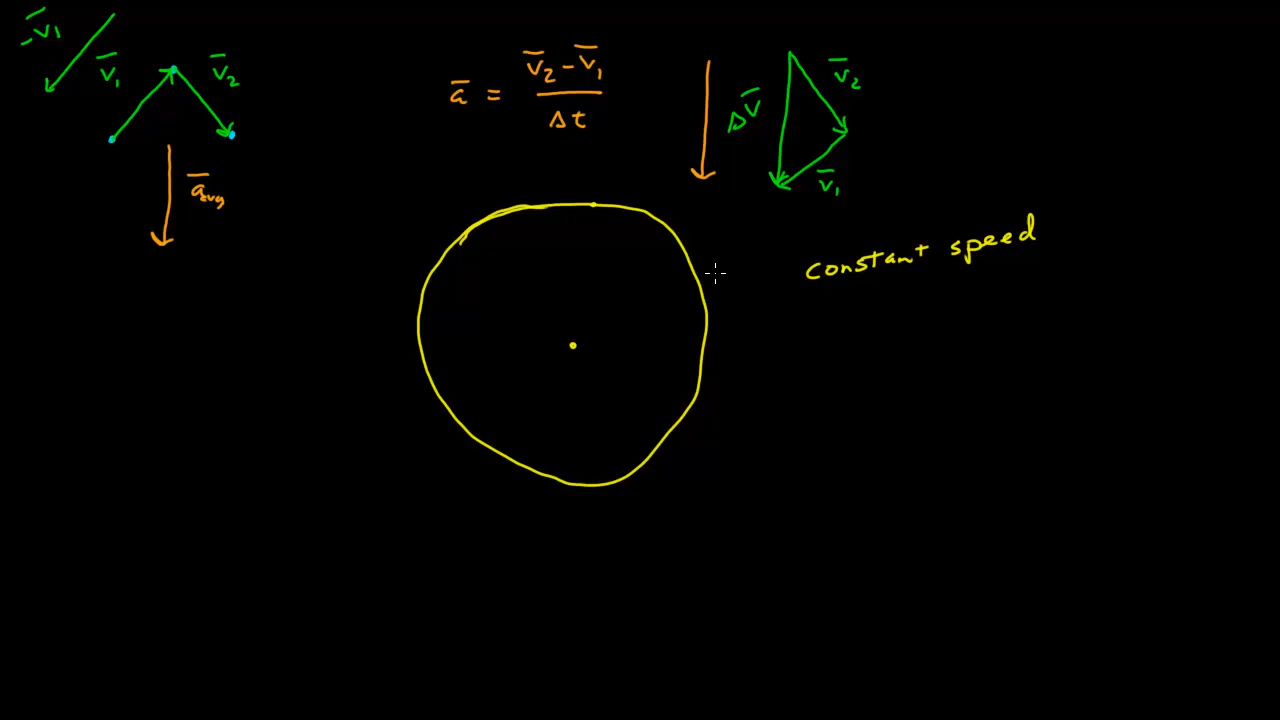 -v̅₁
v̅₁
v̅₂
a̅avg
a̅ = (v̅₂ - v̅₁) / Δt
Δv̅
v̅₂
v̅₁
constant speed